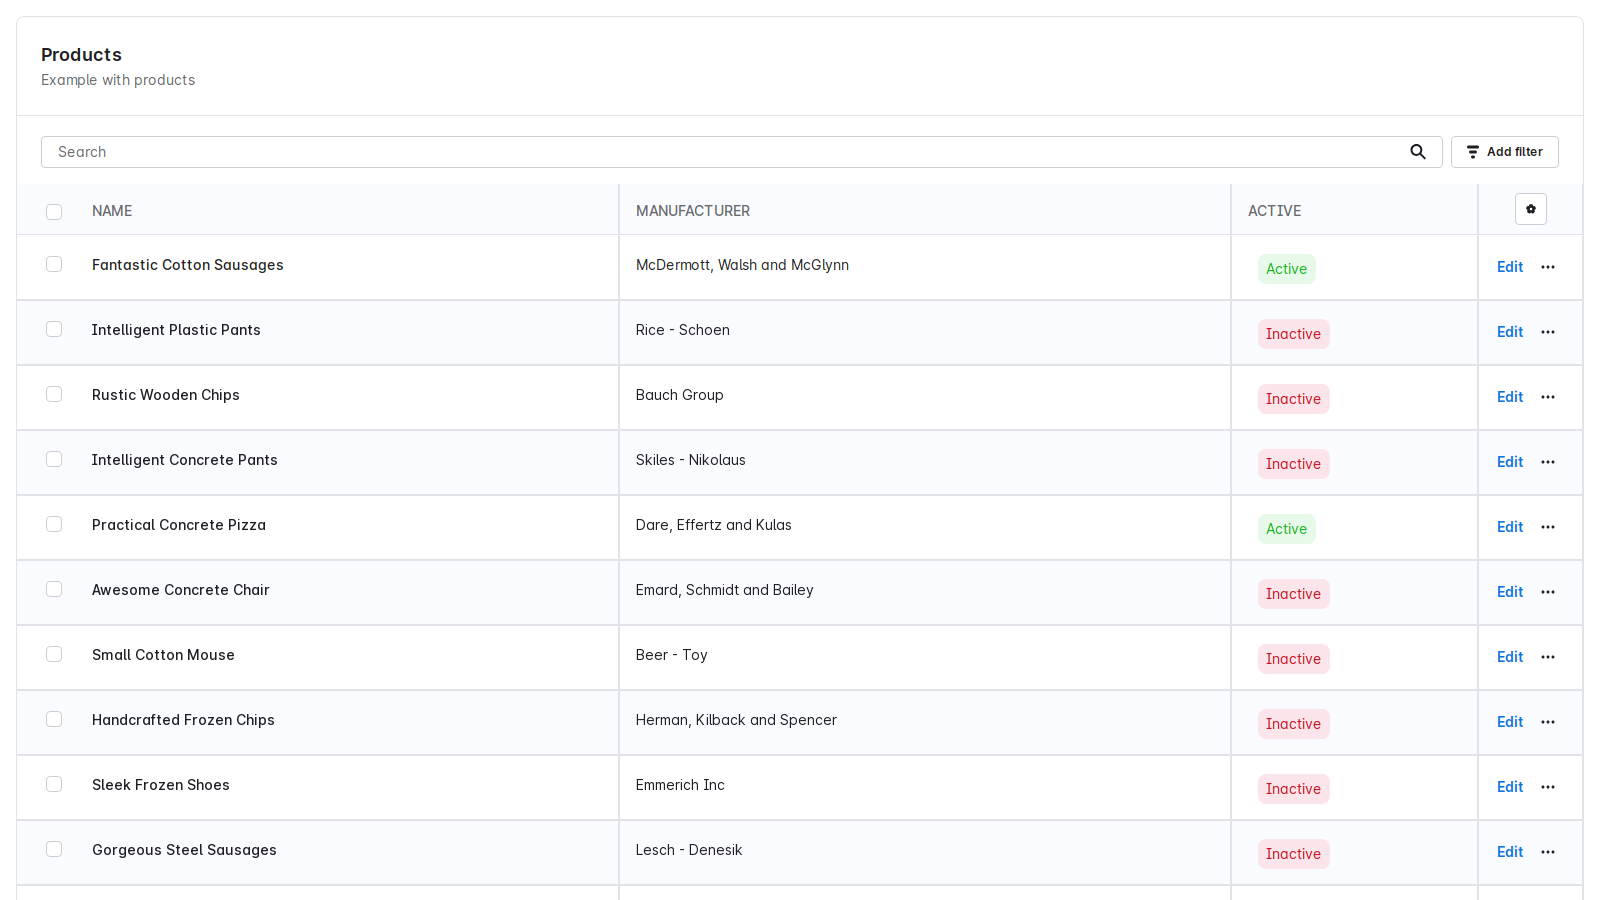 Products
Example with products
Search
Add filter
NAME MANUFACTURER ACTIVE
Fantastic Cotton Sausages McDermott, Walsh and McGlynn Active Edit
Intelligent Plastic Pants Rice - Schoen Inactive Edit
Rustic Wooden Chips Bauch Group Inactive Edit
Intelligent Concrete Pants Skiles - Nikolaus Inactive Edit
Practical Concrete Pizza Dare, Effertz and Kulas Active Edit
Awesome Concrete Chair Emard, Schmidt and Bailey Inactive Edit
Small Cotton Mouse Beer - Toy Inactive Edit
Handcrafted Frozen Chips Herman, Kilback and Spencer Inactive Edit
Sleek Frozen Shoes Emmerich Inc Inactive Edit
Gorgeous Steel Sausages Lesch - Denesik Inactive Edit